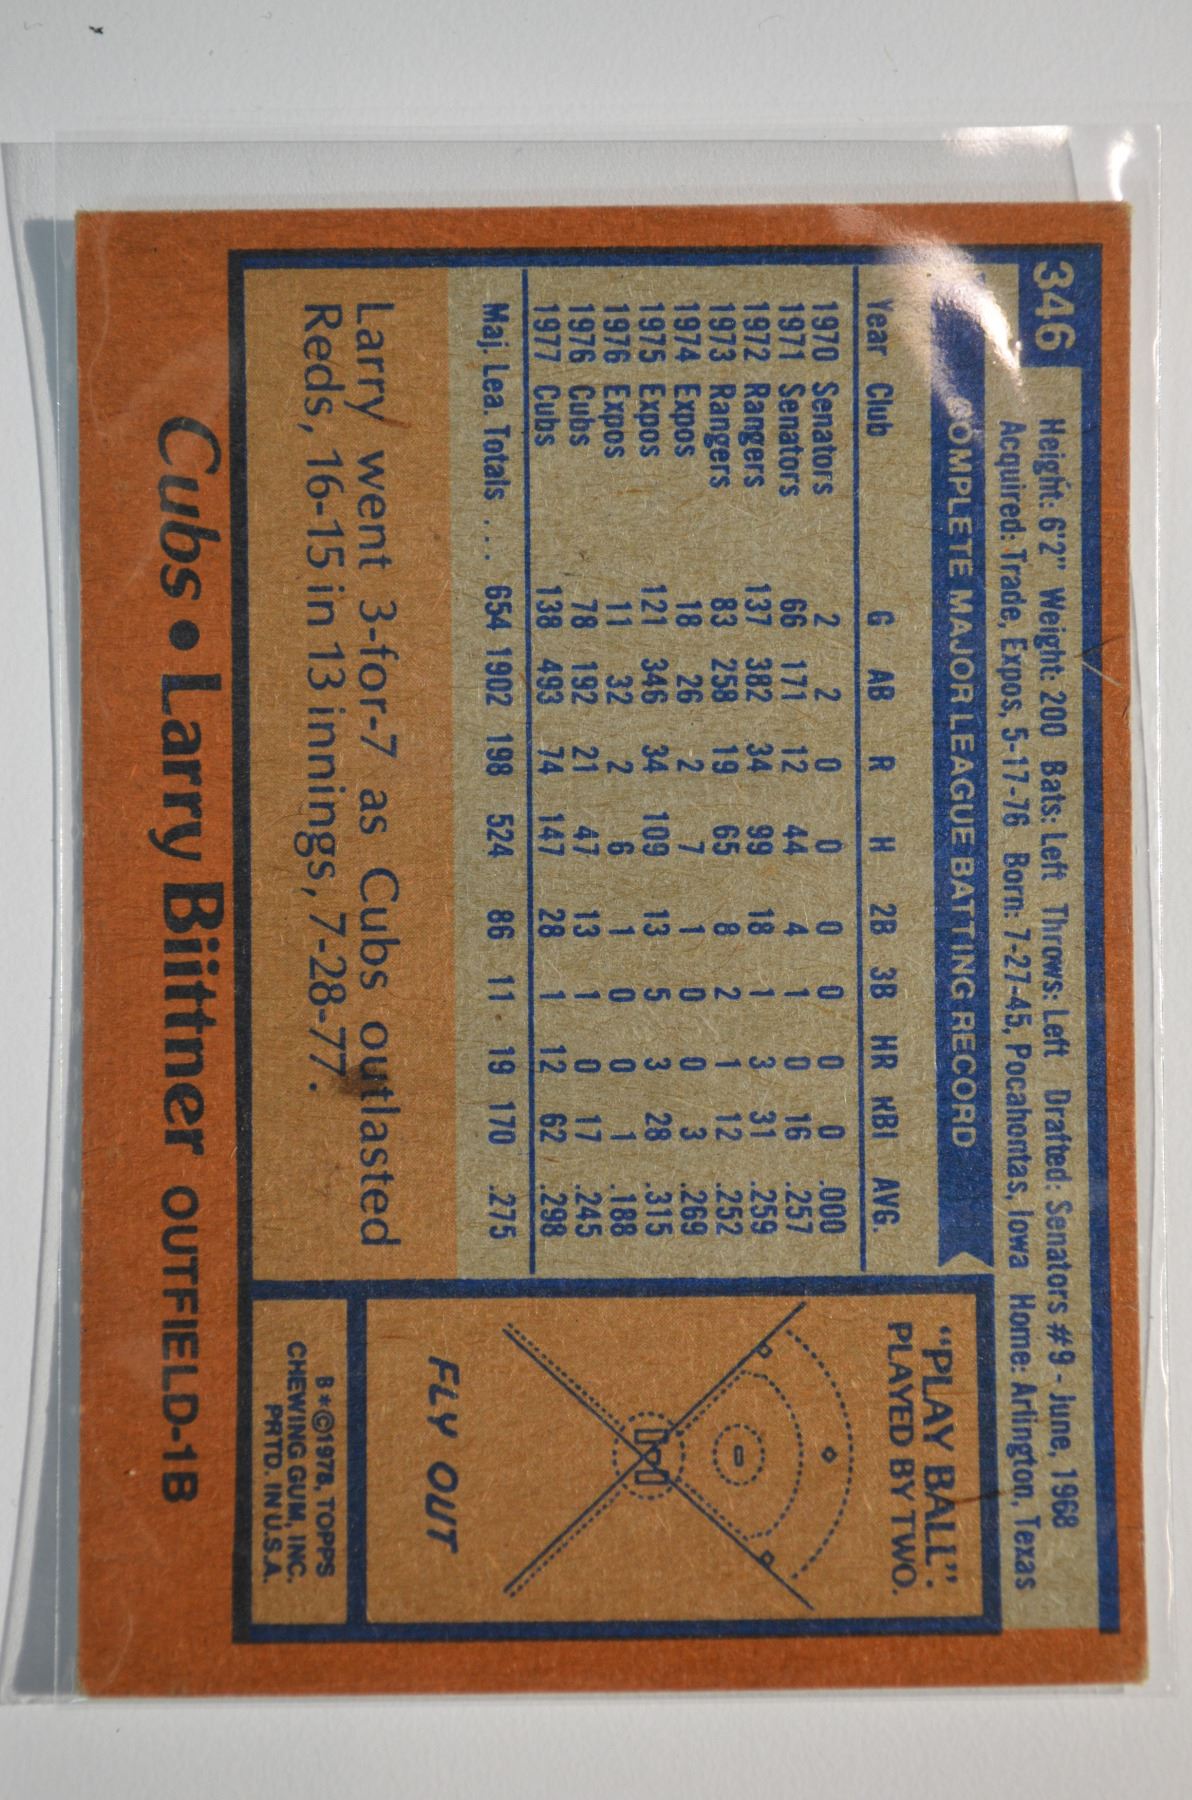 346
Height: 6'2" Weight: 200 Bats: Left Throws: Left Drafted: Senators #9 - June, 1968
Acquired: Trade, Expos, 5-17-76 Born: 7-27-45, Pocahontas, Iowa Home: Arlington, Texas
COMPLETE MAJOR LEAGUE BATTING RECORD
Year Club G AB R H 2B 3B HR RBI AVG.
1970 Senators 2 2 0 0 0 0 0 0 .000
1971 Senators 66 171 12 44 4 1 0 16 .257
1972 Rangers 137 382 34 99 18 1 3 31 .259
1973 Rangers 83 258 19 65 8 2 1 12 .252
1974 Expos 18 26 2 7 1 0 0 3 .269
1975 Expos 121 346 34 109 13 5 3 28 .315
1976 Expos 11 32 2 6 1 0 0 1 .188
1976 Cubs 78 192 21 47 13 1 0 17 .245
1977 Cubs 138 493 74 147 28 1 12 62 .298
Maj. Lea. Totals ... 654 1902 198 524 86 11 19 170 .275
Larry went 3-for-7 as Cubs outlasted
Reds, 16-15 in 13 innings, 7-28-77.
"PLAY BALL":
PLAYED BY TWO.
FLY OUT
B*©1978, TOPPS
CHEWING GUM, INC.
PRTD. IN U.S.A.
Cubs • Larry Biittner OUTFIELD-1B